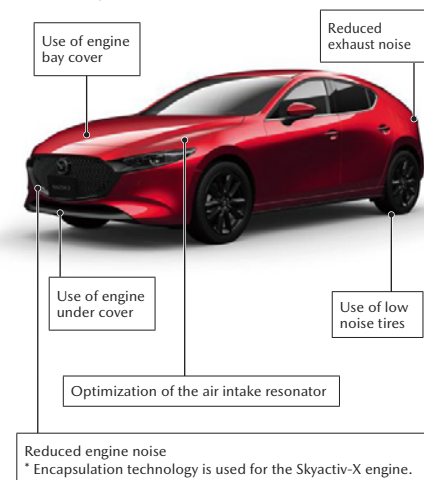 Use of engine
bay cover
Reduced
exhaust noise
Use of engine
under cover
Use of low
noise tires
Optimization of the air intake resonator
Reduced engine noise
* Encapsulation technology is used for the Skyactiv-X engine.